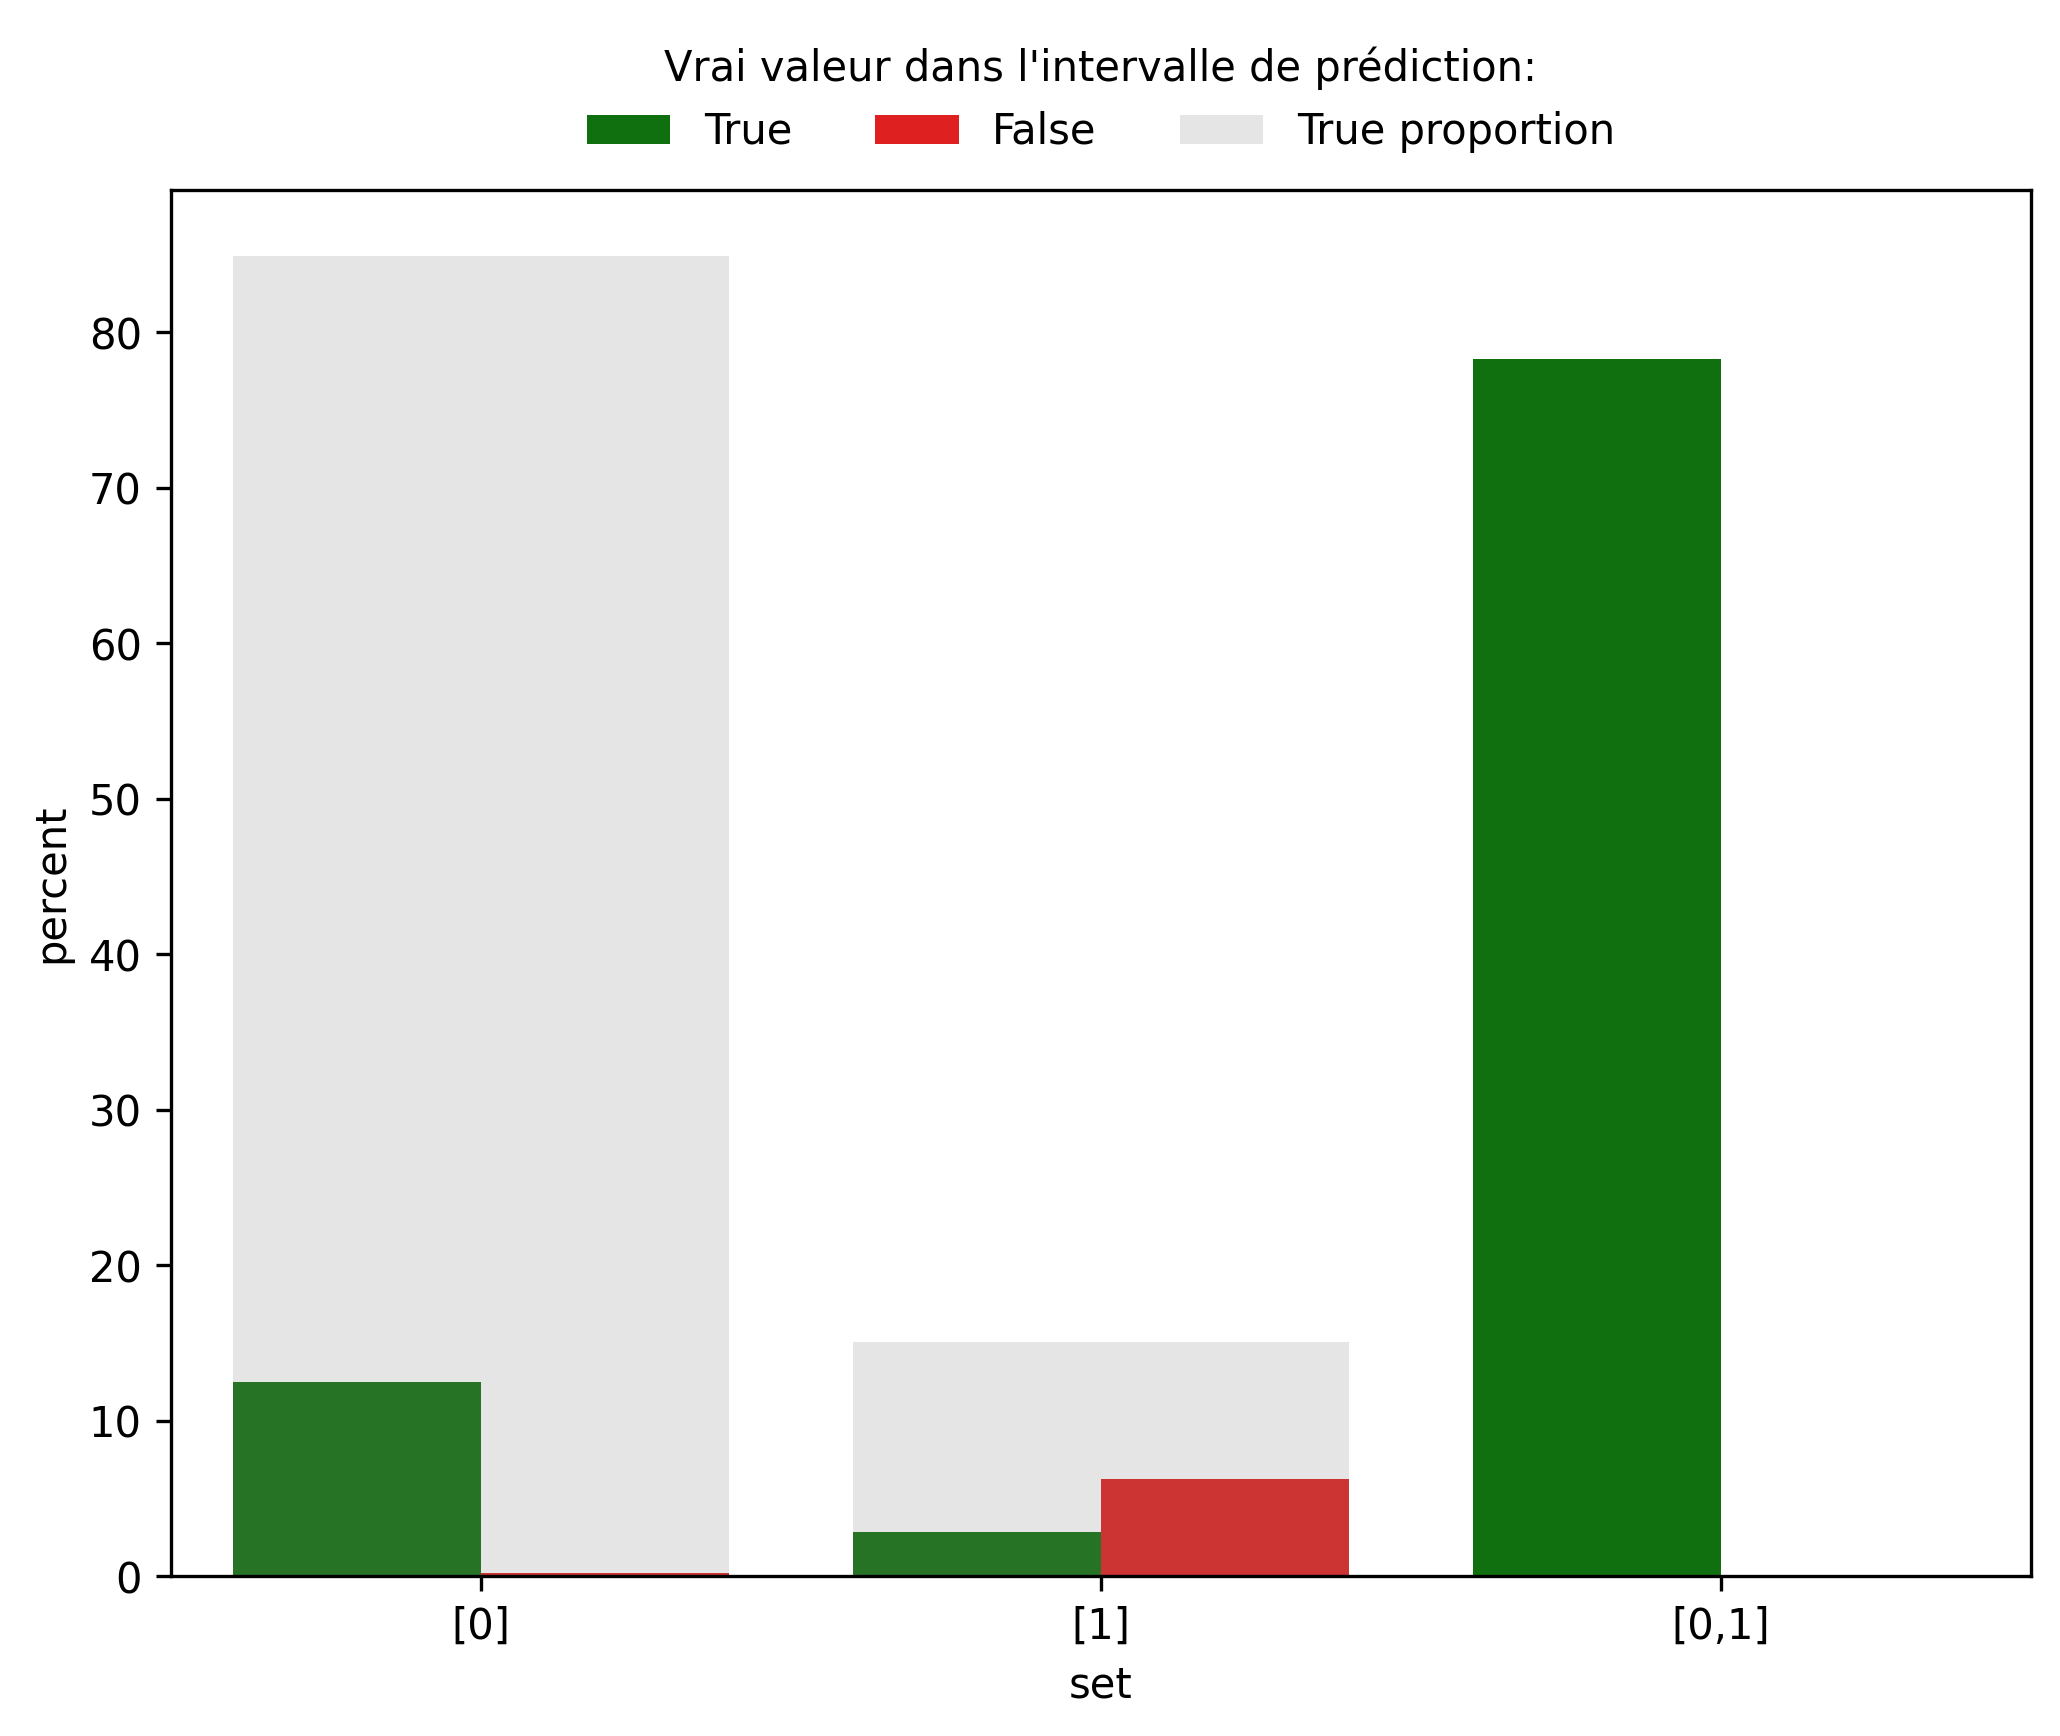 Vrai valeur dans l'intervalle de prédiction:
True False True proportion
80
70
60
50
40
30
20
10
0
percent
[0] [1] [0,1]
set